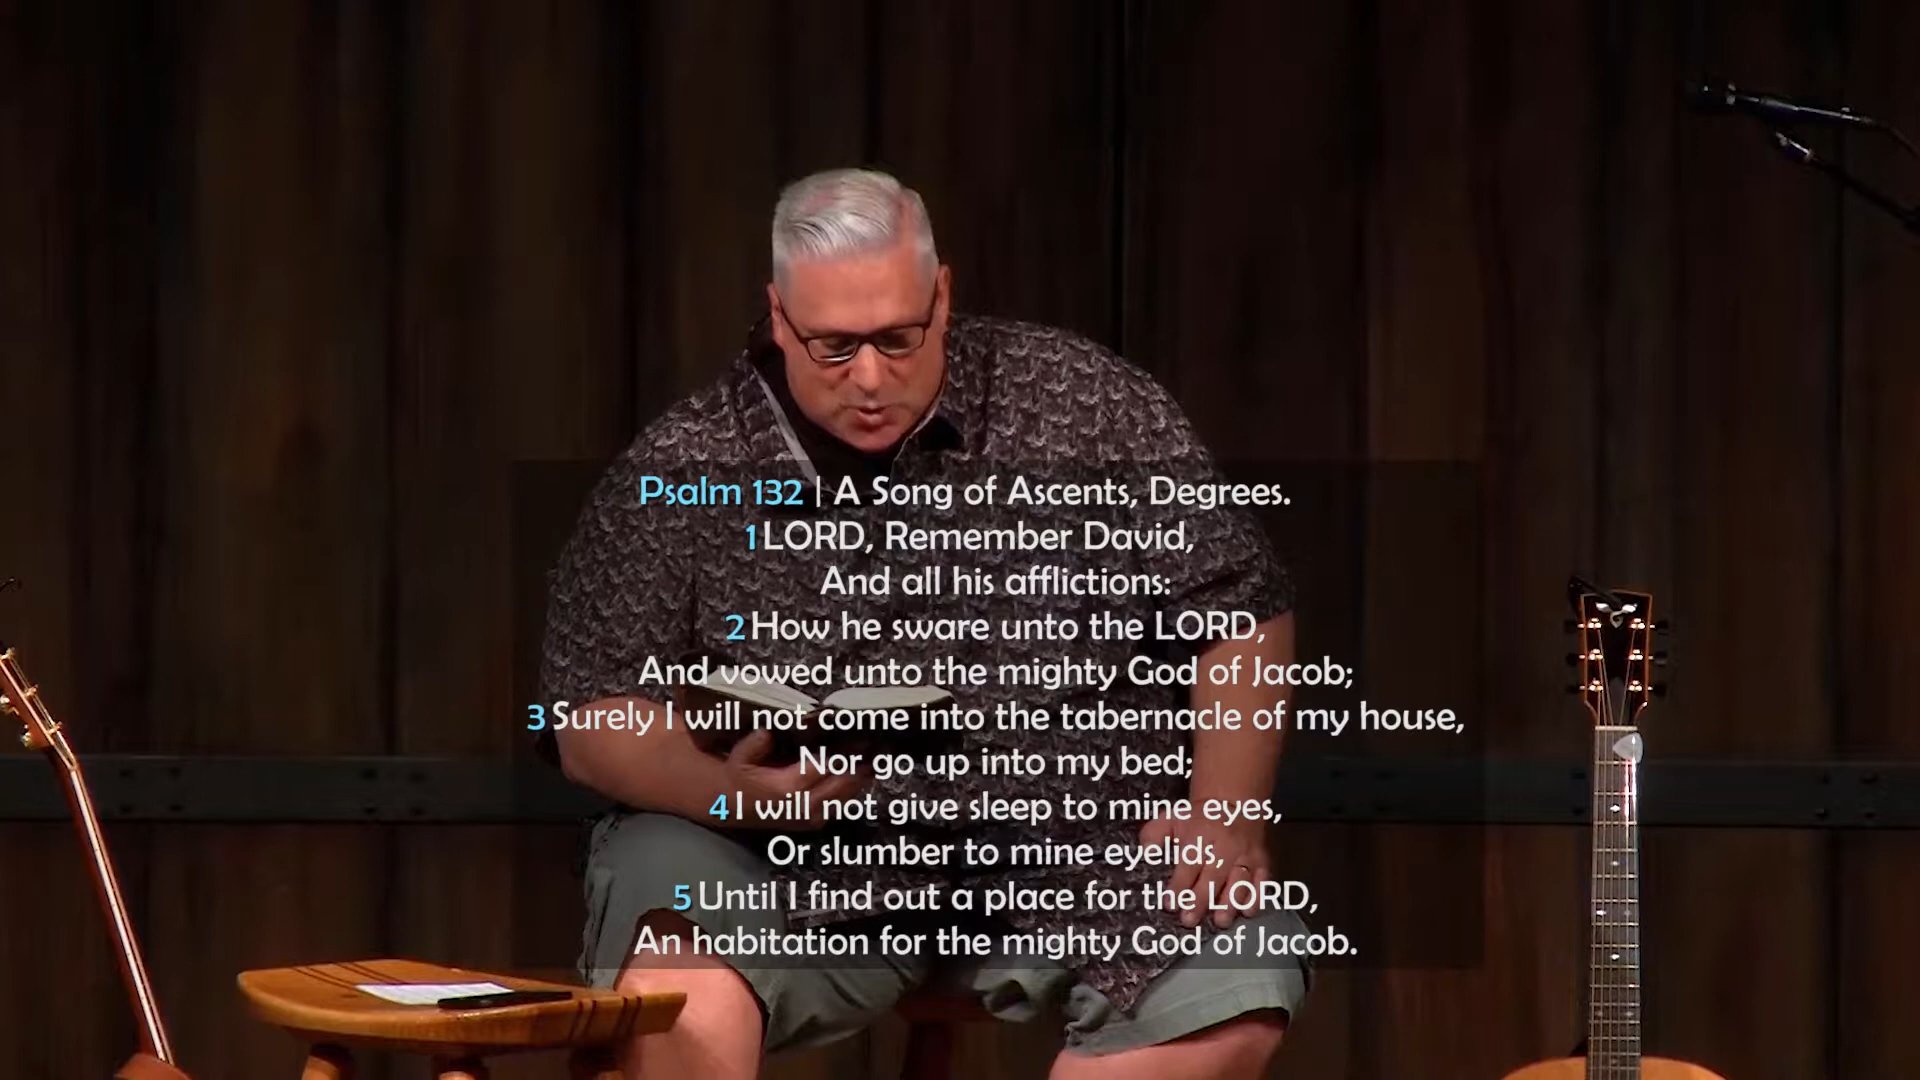 Psalm 132 | A Song of Ascents, Degrees.
1 LORD, Remember David,
And all his afflictions:
2 How he sware unto the LORD,
And vowed unto the mighty God of Jacob;
3 Surely I will not come into the tabernacle of my house,
Nor go up into my bed;
4 I will not give sleep to mine eyes,
Or slumber to mine eyelids,
5 Until I find out a place for the LORD,
An habitation for the mighty God of Jacob.